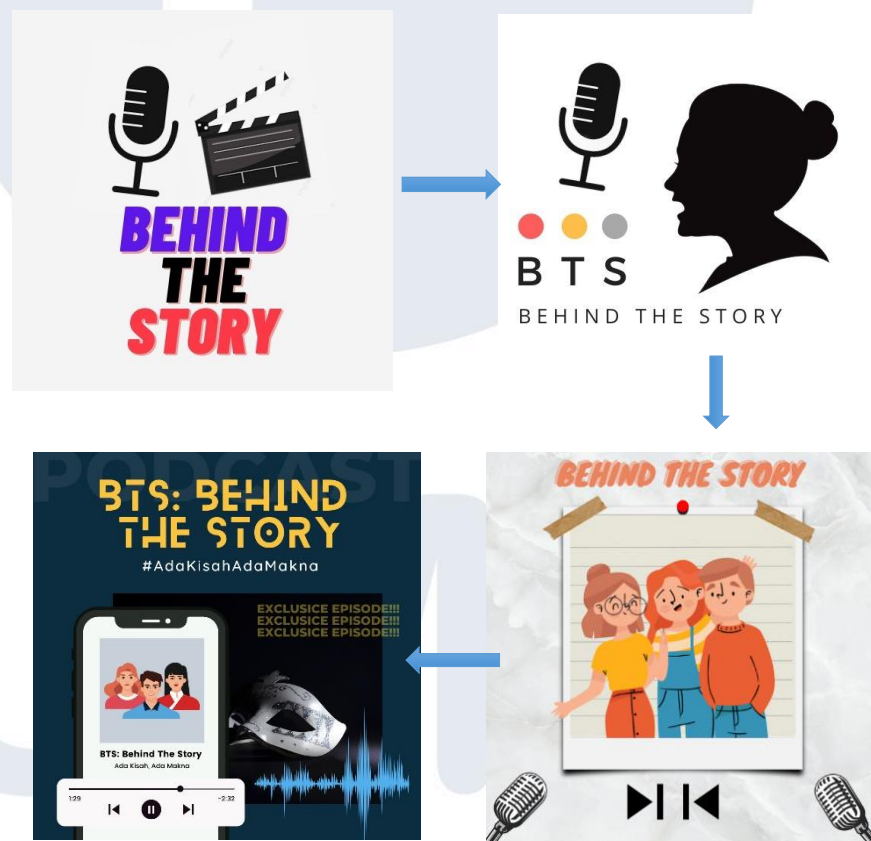 BEHIND
THE
STORY
B T S
BEHIND THE STORY
BEHIND THE STORY
PODCAST
BTS: BEHIND
THE STORY
#AdaKisahAdaMakna
EXCLUSICE EPISODE!!!
EXCLUSICE EPISODE!!!
EXCLUSICE EPISODE!!!
BTS: Behind The Story
Ada Kisah, Ada Makna
1:29
-2:32